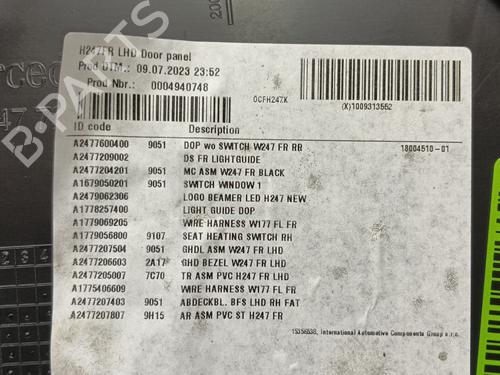 H247FR LHD Door panel
Prod DTM.: 09.07.2023 23:52
Prod Nbr.: 0004940748
OCFH247X
(X)1009313552
ID code Description
A2477600400 9051 DOP wo SWITCH W247 FR RR 18004510-01
A2477209002 DS FR LIGHTGUIDE
A2477204201 9051 MC ASM W247 FR BLACK
A1679050201 9051 SWITCH WINDOW 1
A2479062306 LOGO BEAMER LED H247 NEW
A1778257400 LIGHT GUIDE DOP
A1779069205 WIRE HARNESS W177 FL FR
A1779056800 9107 SEAT HEATING SWITCH RH
A2477207504 9051 GHDL ASM W247 FR LHD
A2477206603 2A17 GHD BEZEL W247 FR LHD
A2477205007 7C70 TR ASM PVC H247 FR LHD
A1775406609 WIRE HARNESS W177 FL FR
A2477207403 9051 ABDECKBL. BFS LHD RH FAT
A2477207807 9H15 AR ASM PVC ST H247 FR
15356538, International Automotive Components Group s.r.o.